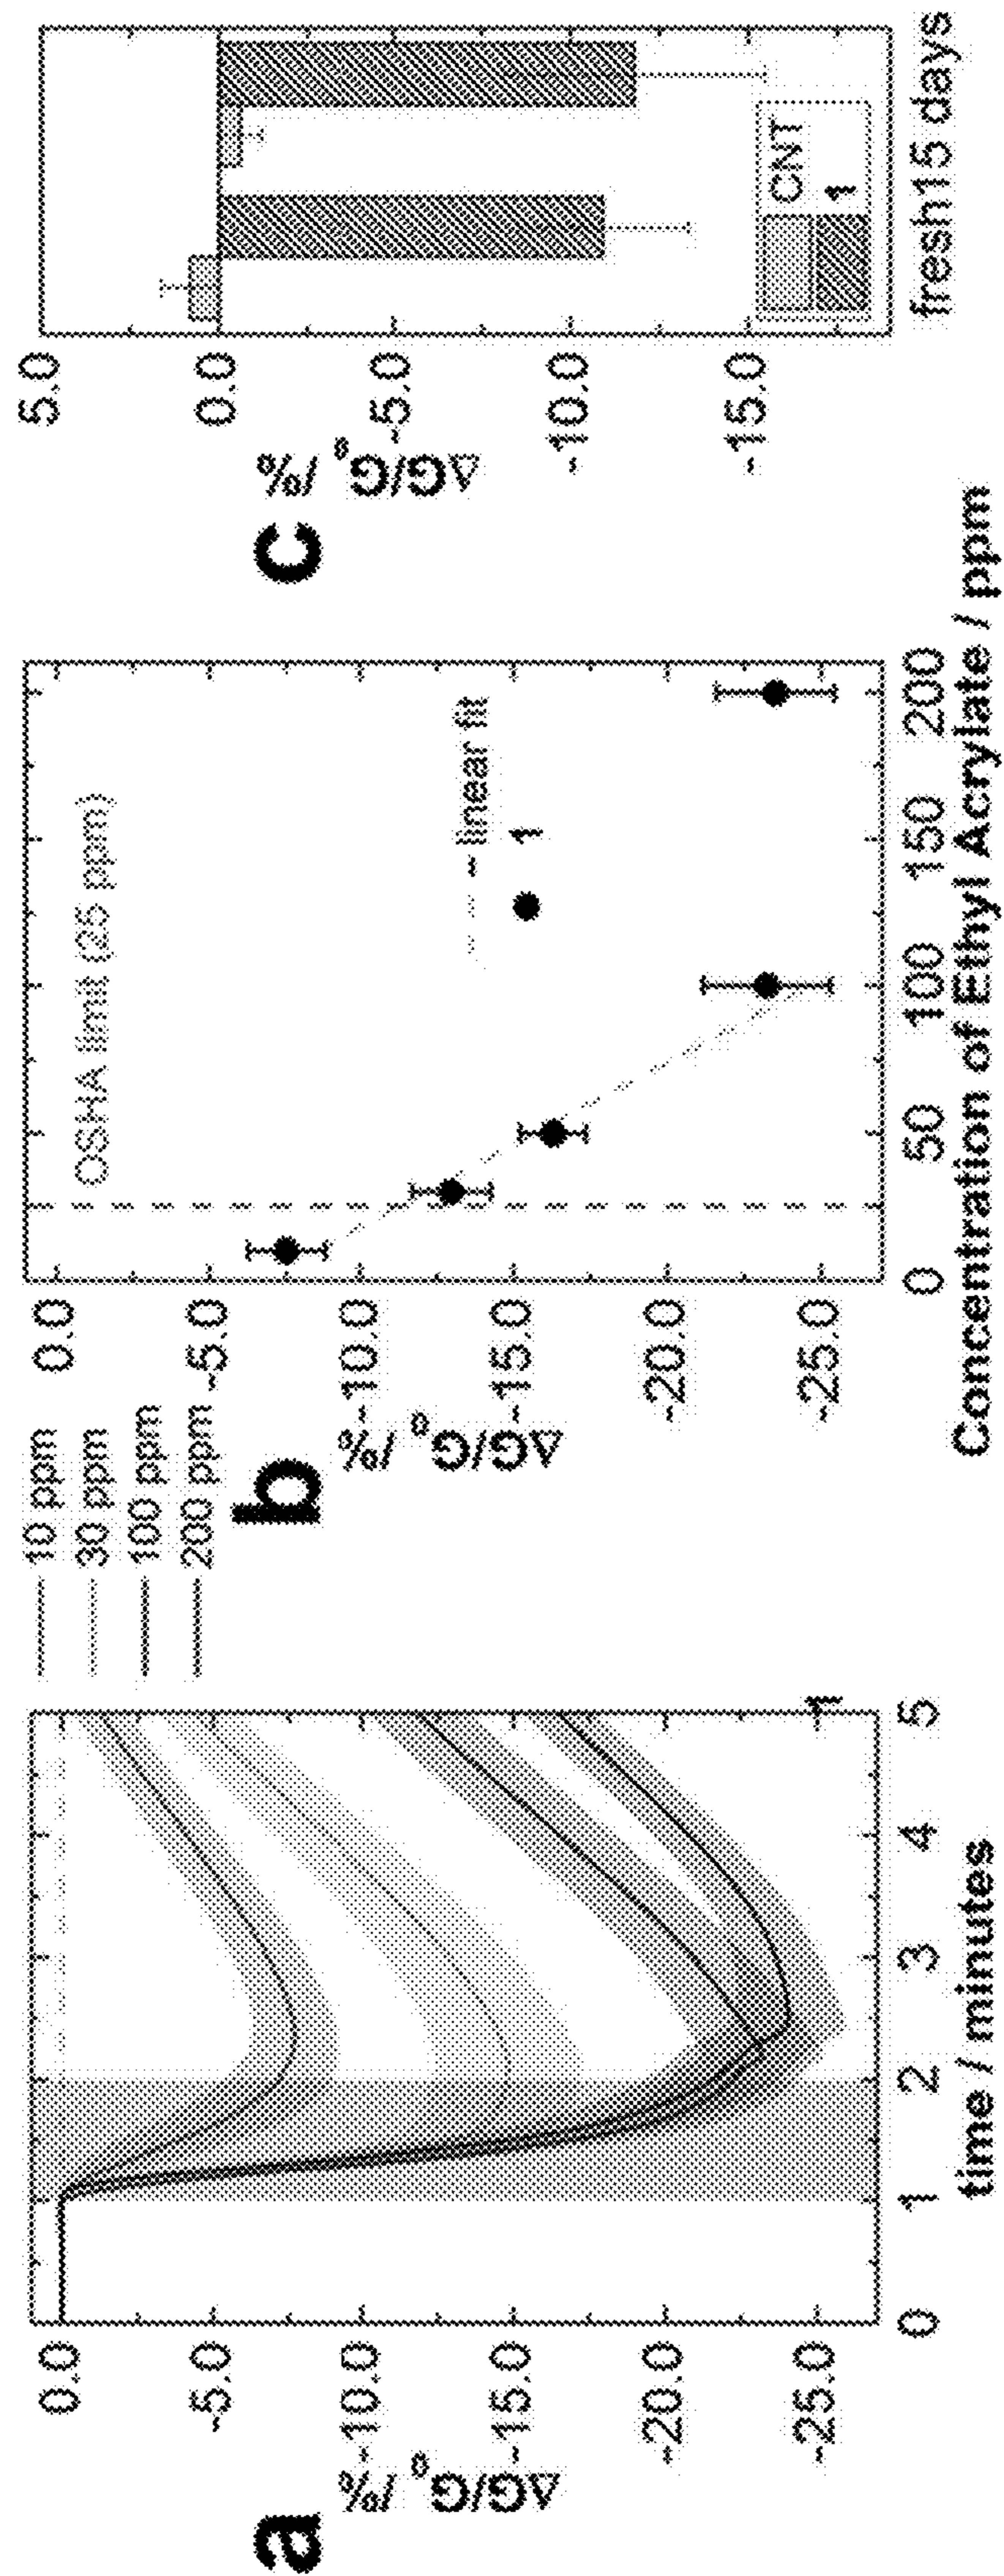 a
ΔG/G₀ /%
0.0
-5.0
-10.0
-15.0
-20.0
-25.0
0
1
2
3
4
5
time / minutes
1
10 ppm
30 ppm
100 ppm
200 ppm
b
ΔG/G₀ /%
0.0
-5.0
-10.0
-15.0
-20.0
-25.0
OSHA limit (25 ppm)
linear fit
1
0
50
100
150
200
Concentration of Ethyl Acrylate / ppm
c
ΔG/G₀ /%
5.0
0.0
-5.0
-10.0
-15.0
CNT
1
fresh15 days